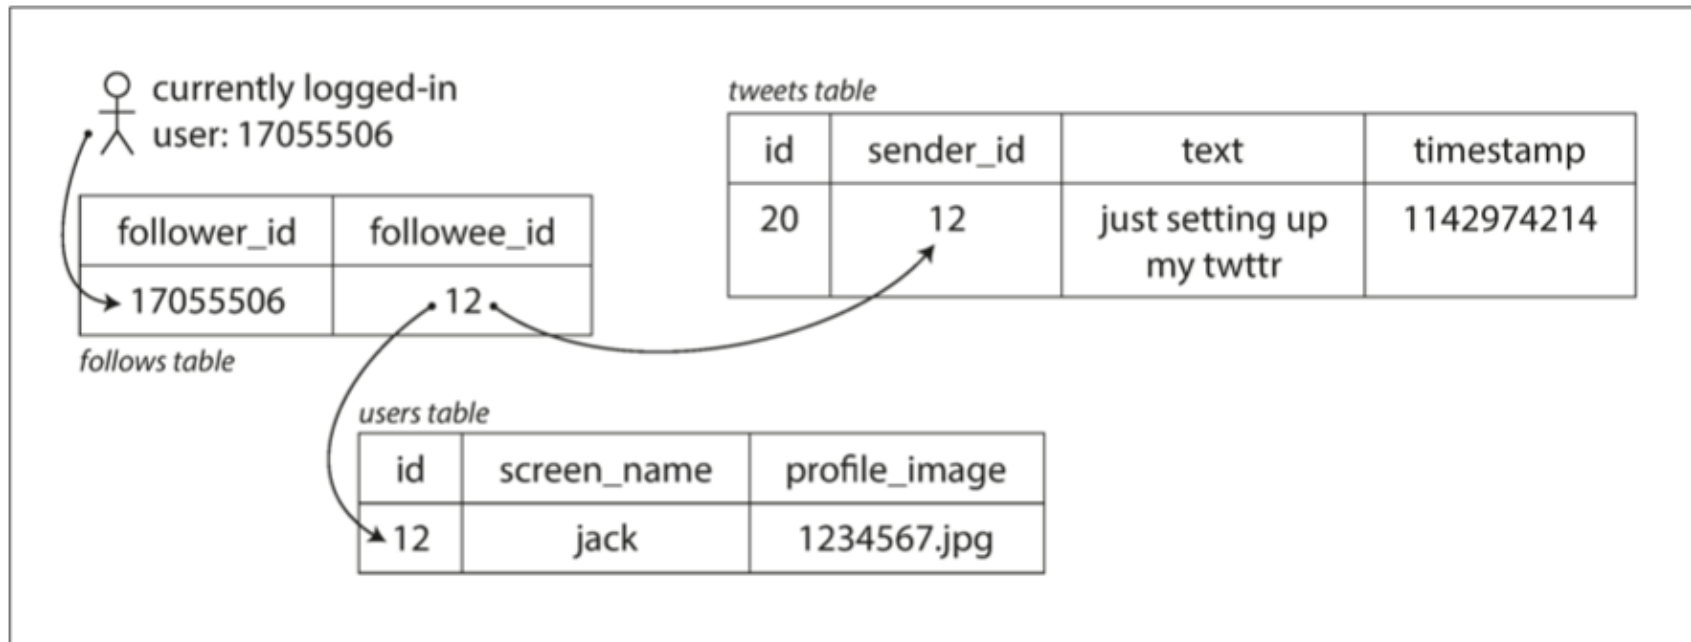 currently logged-in
user: 17055506
follower_id followee_id
17055506 12
follows table
tweets table
id sender_id text timestamp
20 12 just setting up 1142974214
my twttr
users table
id screen_name profile_image
12 jack 1234567.jpg